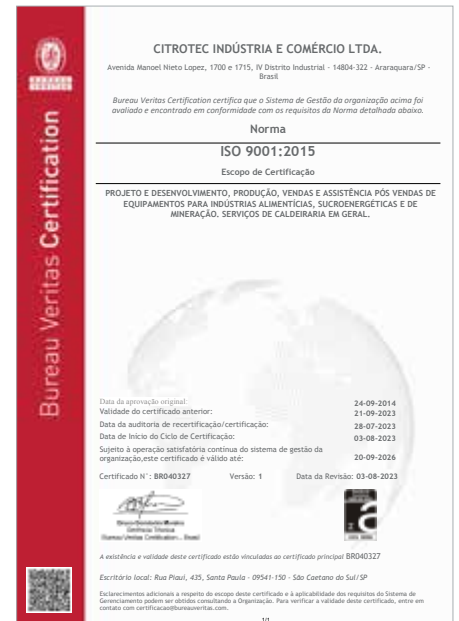 Bureau Veritas Certification
CITROTEC INDÚSTRIA E COMÉRCIO LTDA.
Avenida Manoel Nieto Lopez, 1700 e 1715, IV Distrito Industrial - 14804-322 - Araraquara/SP -
Brasil
Bureau Veritas Certification certifica que o Sistema de Gestão da organização acima foi
avaliado e encontrado em conformidade com os requisitos da Norma detalhada abaixo.
Norma
ISO 9001:2015
Escopo de Certificação
PROJETO E DESENVOLVIMENTO, PRODUÇÃO, VENDAS E ASSISTÊNCIA PÓS VENDAS DE
EQUIPAMENTOS PARA INDÚSTRIAS ALIMENTÍCIAS, SUCROENERGÉTICAS E DE
MINERAÇÃO. SERVIÇOS DE CALDEIRARIA EM GERAL.
Data da aprovação original: 24-09-2014
Validade do certificado anterior: 21-09-2023
Data da auditoria de recertificação/certificação: 28-07-2023
Data de Início do Ciclo de Certificação: 03-08-2023
Sujeito à operação satisfatória contínua do sistema de gestão da
organização,este certificado é válido até: 20-09-2026
Certificado N°: BR040327 Versão: 1 Data da Revisão: 03-08-2023
Gerência Técnica
Bureau Veritas Certification - Brasil
A existência e validade deste certificado estão vinculadas ao certificado principal BR040327
Escritório local: Rua Piauí, 435, Santa Paula - 09541-150 - São Caetano do Sul/SP
Esclarecimentos adicionais a respeito do escopo deste certificado e à aplicabilidade dos requisitos do Sistema de
Gerenciamento podem ser obtidos consultando a Organização. Para verificar a validade deste certificado, entre em
contato com certificacao@bureauveritas.com.
1/1